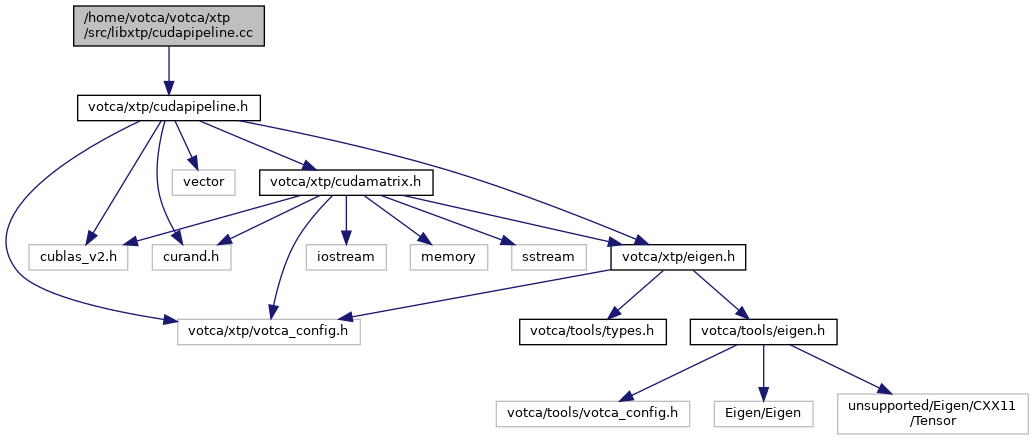 /home/votca/votca/xtp
/src/libxtp/cudapipeline.cc
votca/xtp/cudapipeline.h
vector
votca/xtp/cudamatrix.h
cublas_v2.h
curand.h
iostream
memory
sstream
votca/xtp/eigen.h
votca/xtp/votca_config.h
votca/tools/types.h
votca/tools/eigen.h
votca/tools/votca_config.h
Eigen/Eigen
unsupported/Eigen/CXX11
/Tensor